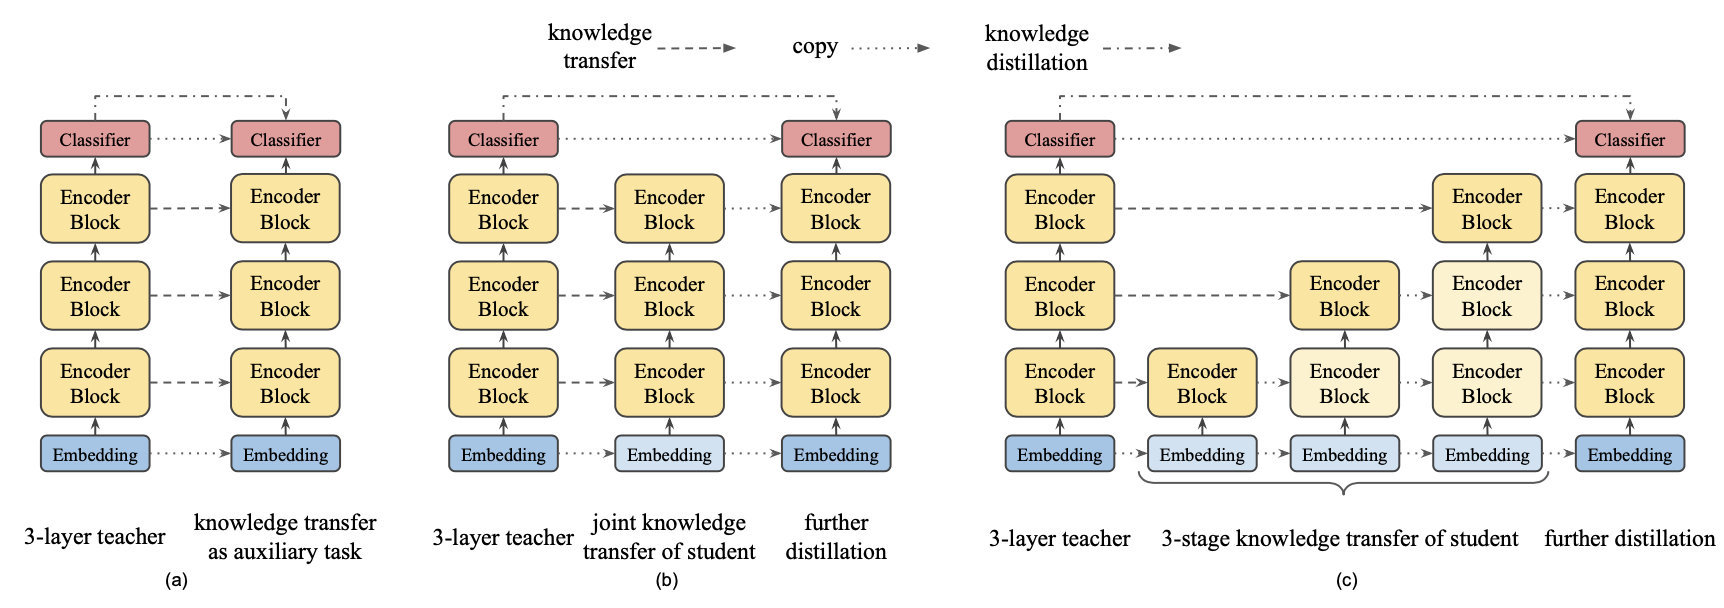 knowledge
transfer
copy
knowledge
distillation
Classifier
Encoder
Block
Encoder
Block
Encoder
Block
Embedding
Classifier
Encoder
Block
Encoder
Block
Encoder
Block
Embedding
3-layer teacher
knowledge transfer
as auxiliary task
(a)
Classifier
Encoder
Block
Encoder
Block
Encoder
Block
Embedding
Encoder
Block
Encoder
Block
Encoder
Block
Embedding
Classifier
Encoder
Block
Encoder
Block
Encoder
Block
Embedding
3-layer teacher
joint knowledge
transfer of student
further
distillation
(b)
Classifier
Encoder
Block
Encoder
Block
Encoder
Block
Embedding
Encoder
Block
Embedding
Encoder
Block
Encoder
Block
Embedding
Encoder
Block
Encoder
Block
Encoder
Block
Embedding
Classifier
Encoder
Block
Encoder
Block
Encoder
Block
Embedding
3-layer teacher
3-stage knowledge transfer of student
further distillation
(c)